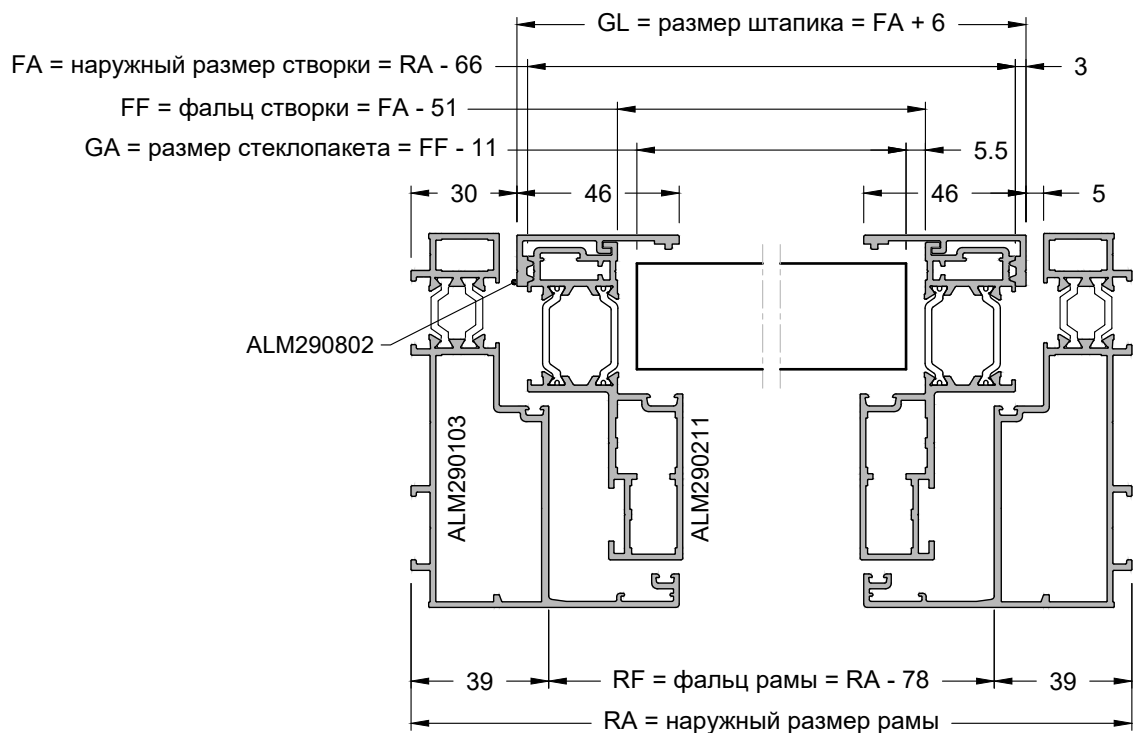 GL = размер штапика = FA + 6
FA = наружный размер створки = RA - 66
3
FF = фальц створки = FA - 51
GA = размер стеклопакета = FF - 11
5.5
30
46
46
5
ALM290802
ALM290103
ALM290211
39
RF = фальц рамы = RA - 78
39
RA = наружный размер рамы